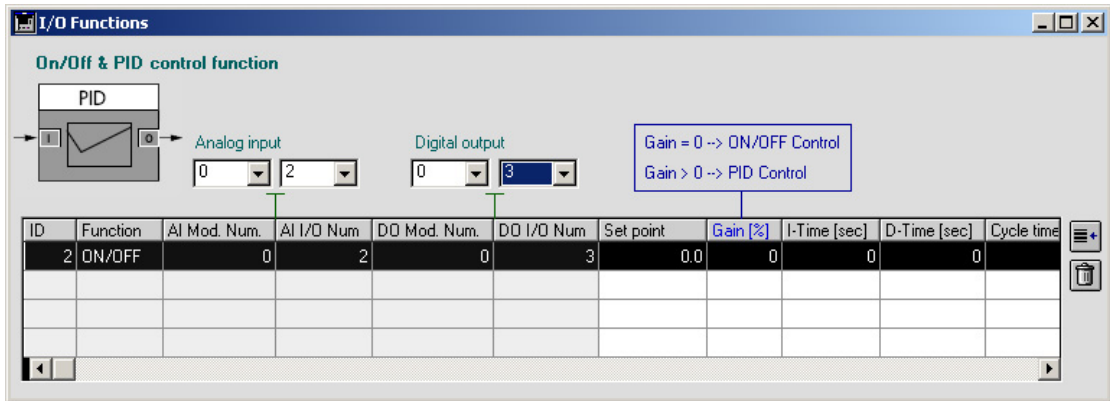 I/O Functions
On/Off & PID control function
PID
I
O
Analog input
Digital output
0
2
0
3
Gain = 0 --> ON/OFF Control
Gain > 0 --> PID Control
ID Function AI Mod. Num. AI I/O Num DO Mod. Num. DO I/O Num Set point Gain [%] I-Time [sec] D-Time [sec] Cycle time
2 ON/OFF 0 2 0 3 0.0 0 0 0